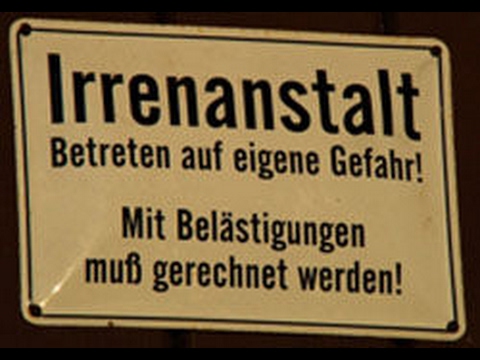 Irrenanstalt
Betreten auf eigene Gefahr!
Mit Belästigungen
muß gerechnet werden!